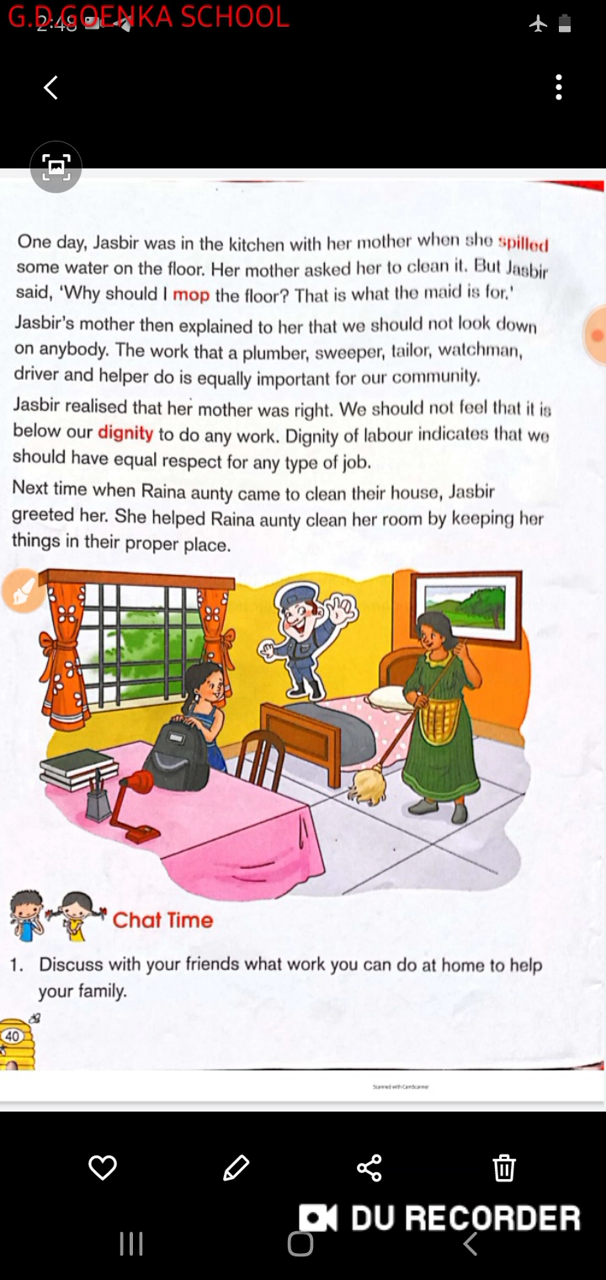 G.D.GOENKA SCHOOL
2:48
One day, Jasbir was in the kitchen with her mother when she spilled
some water on the floor. Her mother asked her to clean it. But Jasbir
said, 'Why should I mop the floor? That is what the maid is for.'
Jasbir's mother then explained to her that we should not look down
on anybody. The work that a plumber, sweeper, tailor, watchman,
driver and helper do is equally important for our community.
Jasbir realised that her mother was right. We should not feel that it is
below our dignity to do any work. Dignity of labour indicates that we
should have equal respect for any type of job.
Next time when Raina aunty came to clean their house, Jasbir
greeted her. She helped Raina aunty clean her room by keeping her
things in their proper place.
Chat Time
1. Discuss with your friends what work you can do at home to help
your family.
40
Scanned with CamScanner
DU RECORDER